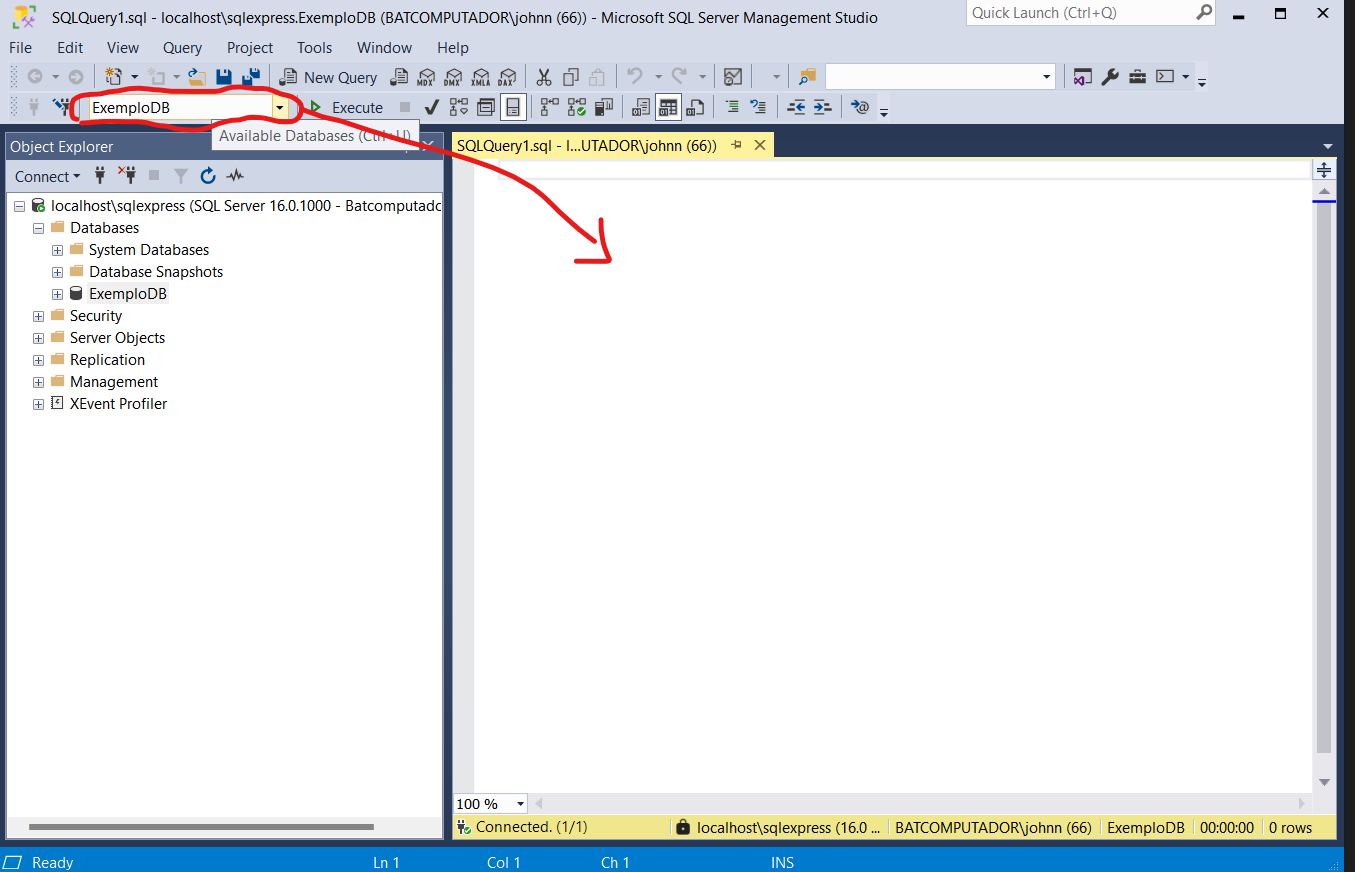 SQLQuery1.sql - localhost\sqlexpress.ExemploDB (BATCOMPUTADOR\johnn (66)) - Microsoft SQL Server Management Studio
Quick Launch (Ctrl+Q)
File Edit View Query Project Tools Window Help
New Query MDX DMX XMLA DAX
ExemploDB Execute
Available Databases (Ctrl+U)
Object Explorer
SQLQuery1.sql - l...UTADOR\johnn (66))
Connect
localhost\sqlexpress (SQL Server 16.0.1000 - Batcomputado
Databases
System Databases
Database Snapshots
ExemploDB
Security
Server Objects
Replication
Management
XEvent Profiler
100 %
Connected. (1/1) localhost\sqlexpress (16.0 ... BATCOMPUTADOR\johnn (66) ExemploDB 00:00:00 0 rows
Ready Ln 1 Col 1 Ch 1 INS